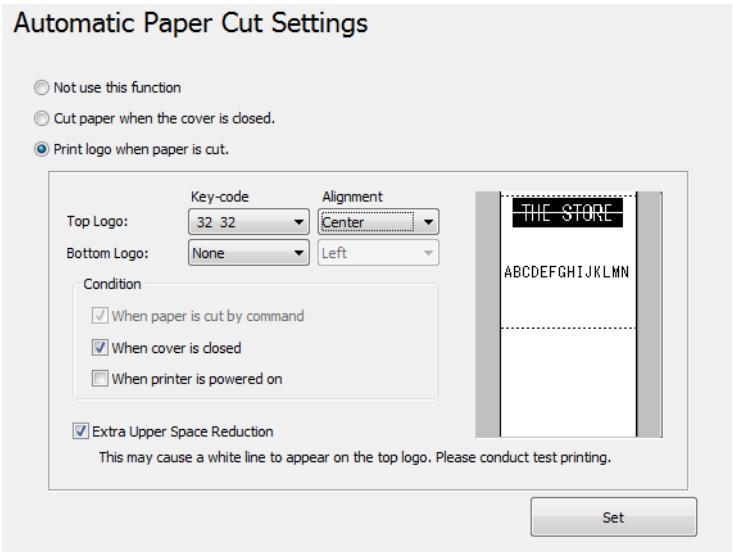 Automatic Paper Cut Settings
Not use this function
Cut paper when the cover is closed.
Print logo when paper is cut.
Key-code Alignment
Top Logo: 32 32 Center
Bottom Logo: None Left
Condition
When paper is cut by command
When cover is closed
When printer is powered on
Extra Upper Space Reduction
This may cause a white line to appear on the top logo. Please conduct test printing.
THE STORE
ABCDEFGHIJKLMN
Set